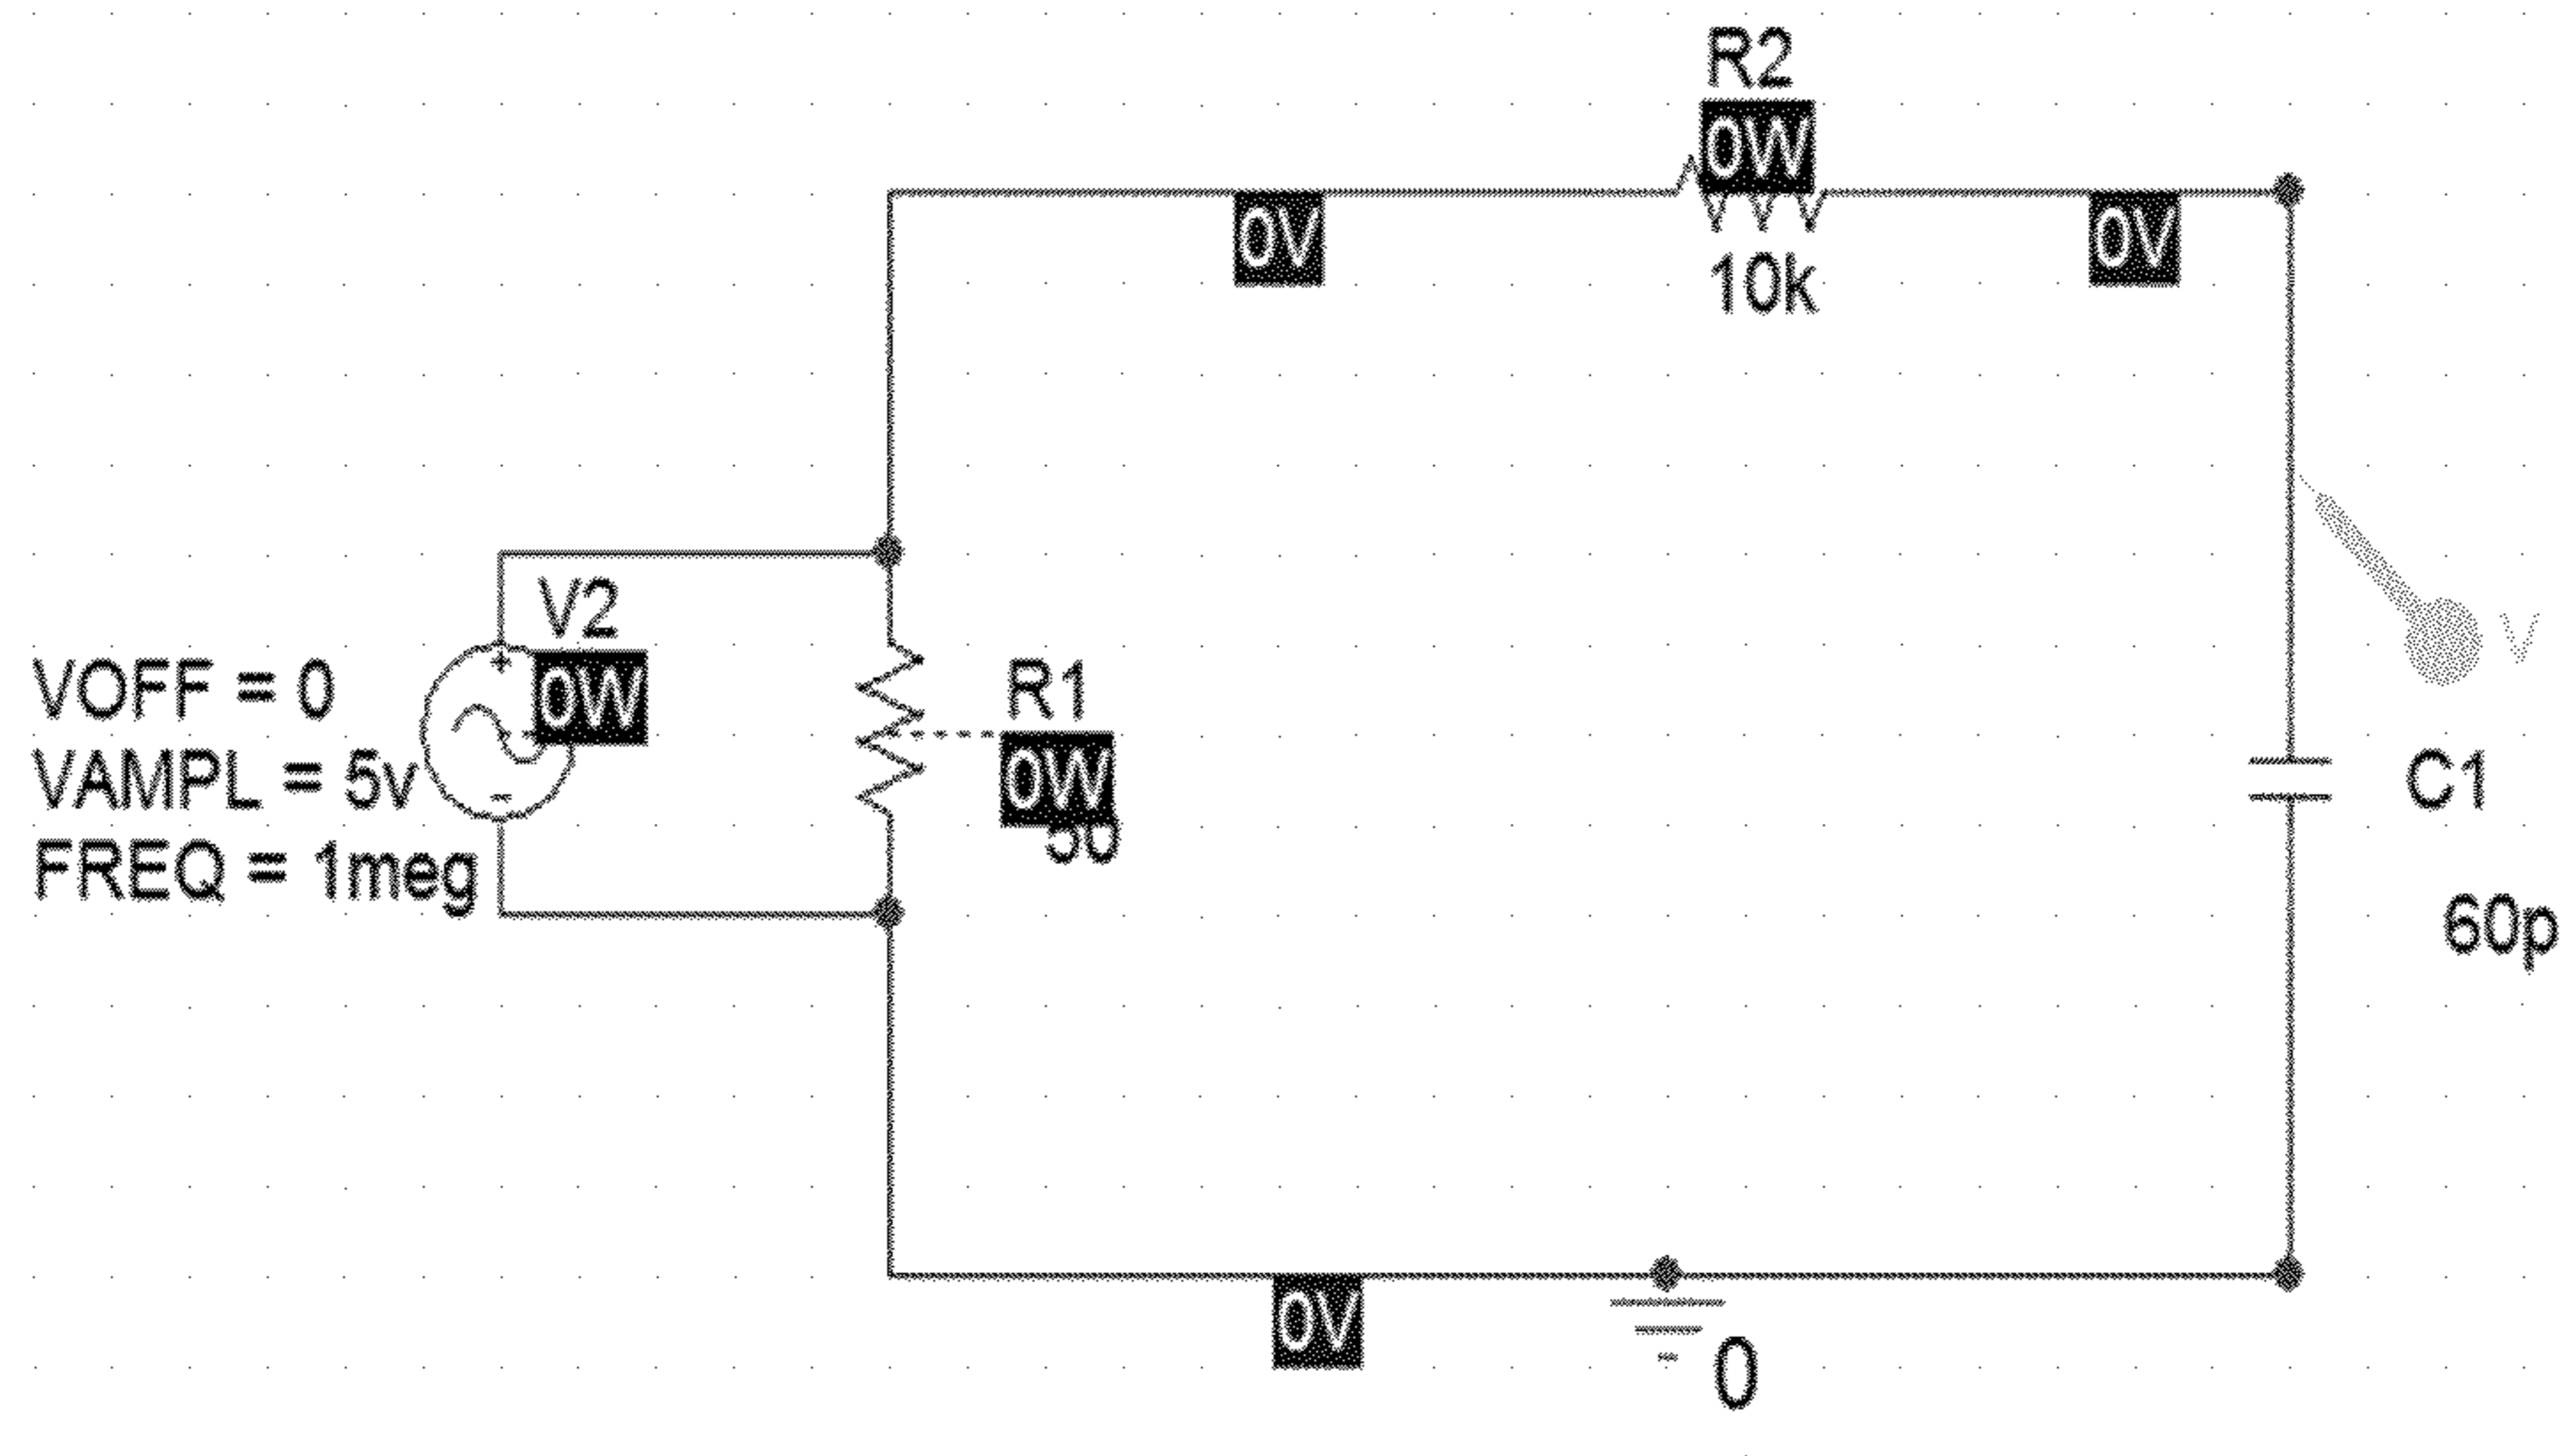 R2
0W
0V
0V
10k
V2
0W
VOFF = 0
VAMPL = 5v
FREQ = 1meg
R1
0W
50
V
C1
60p
0V
0